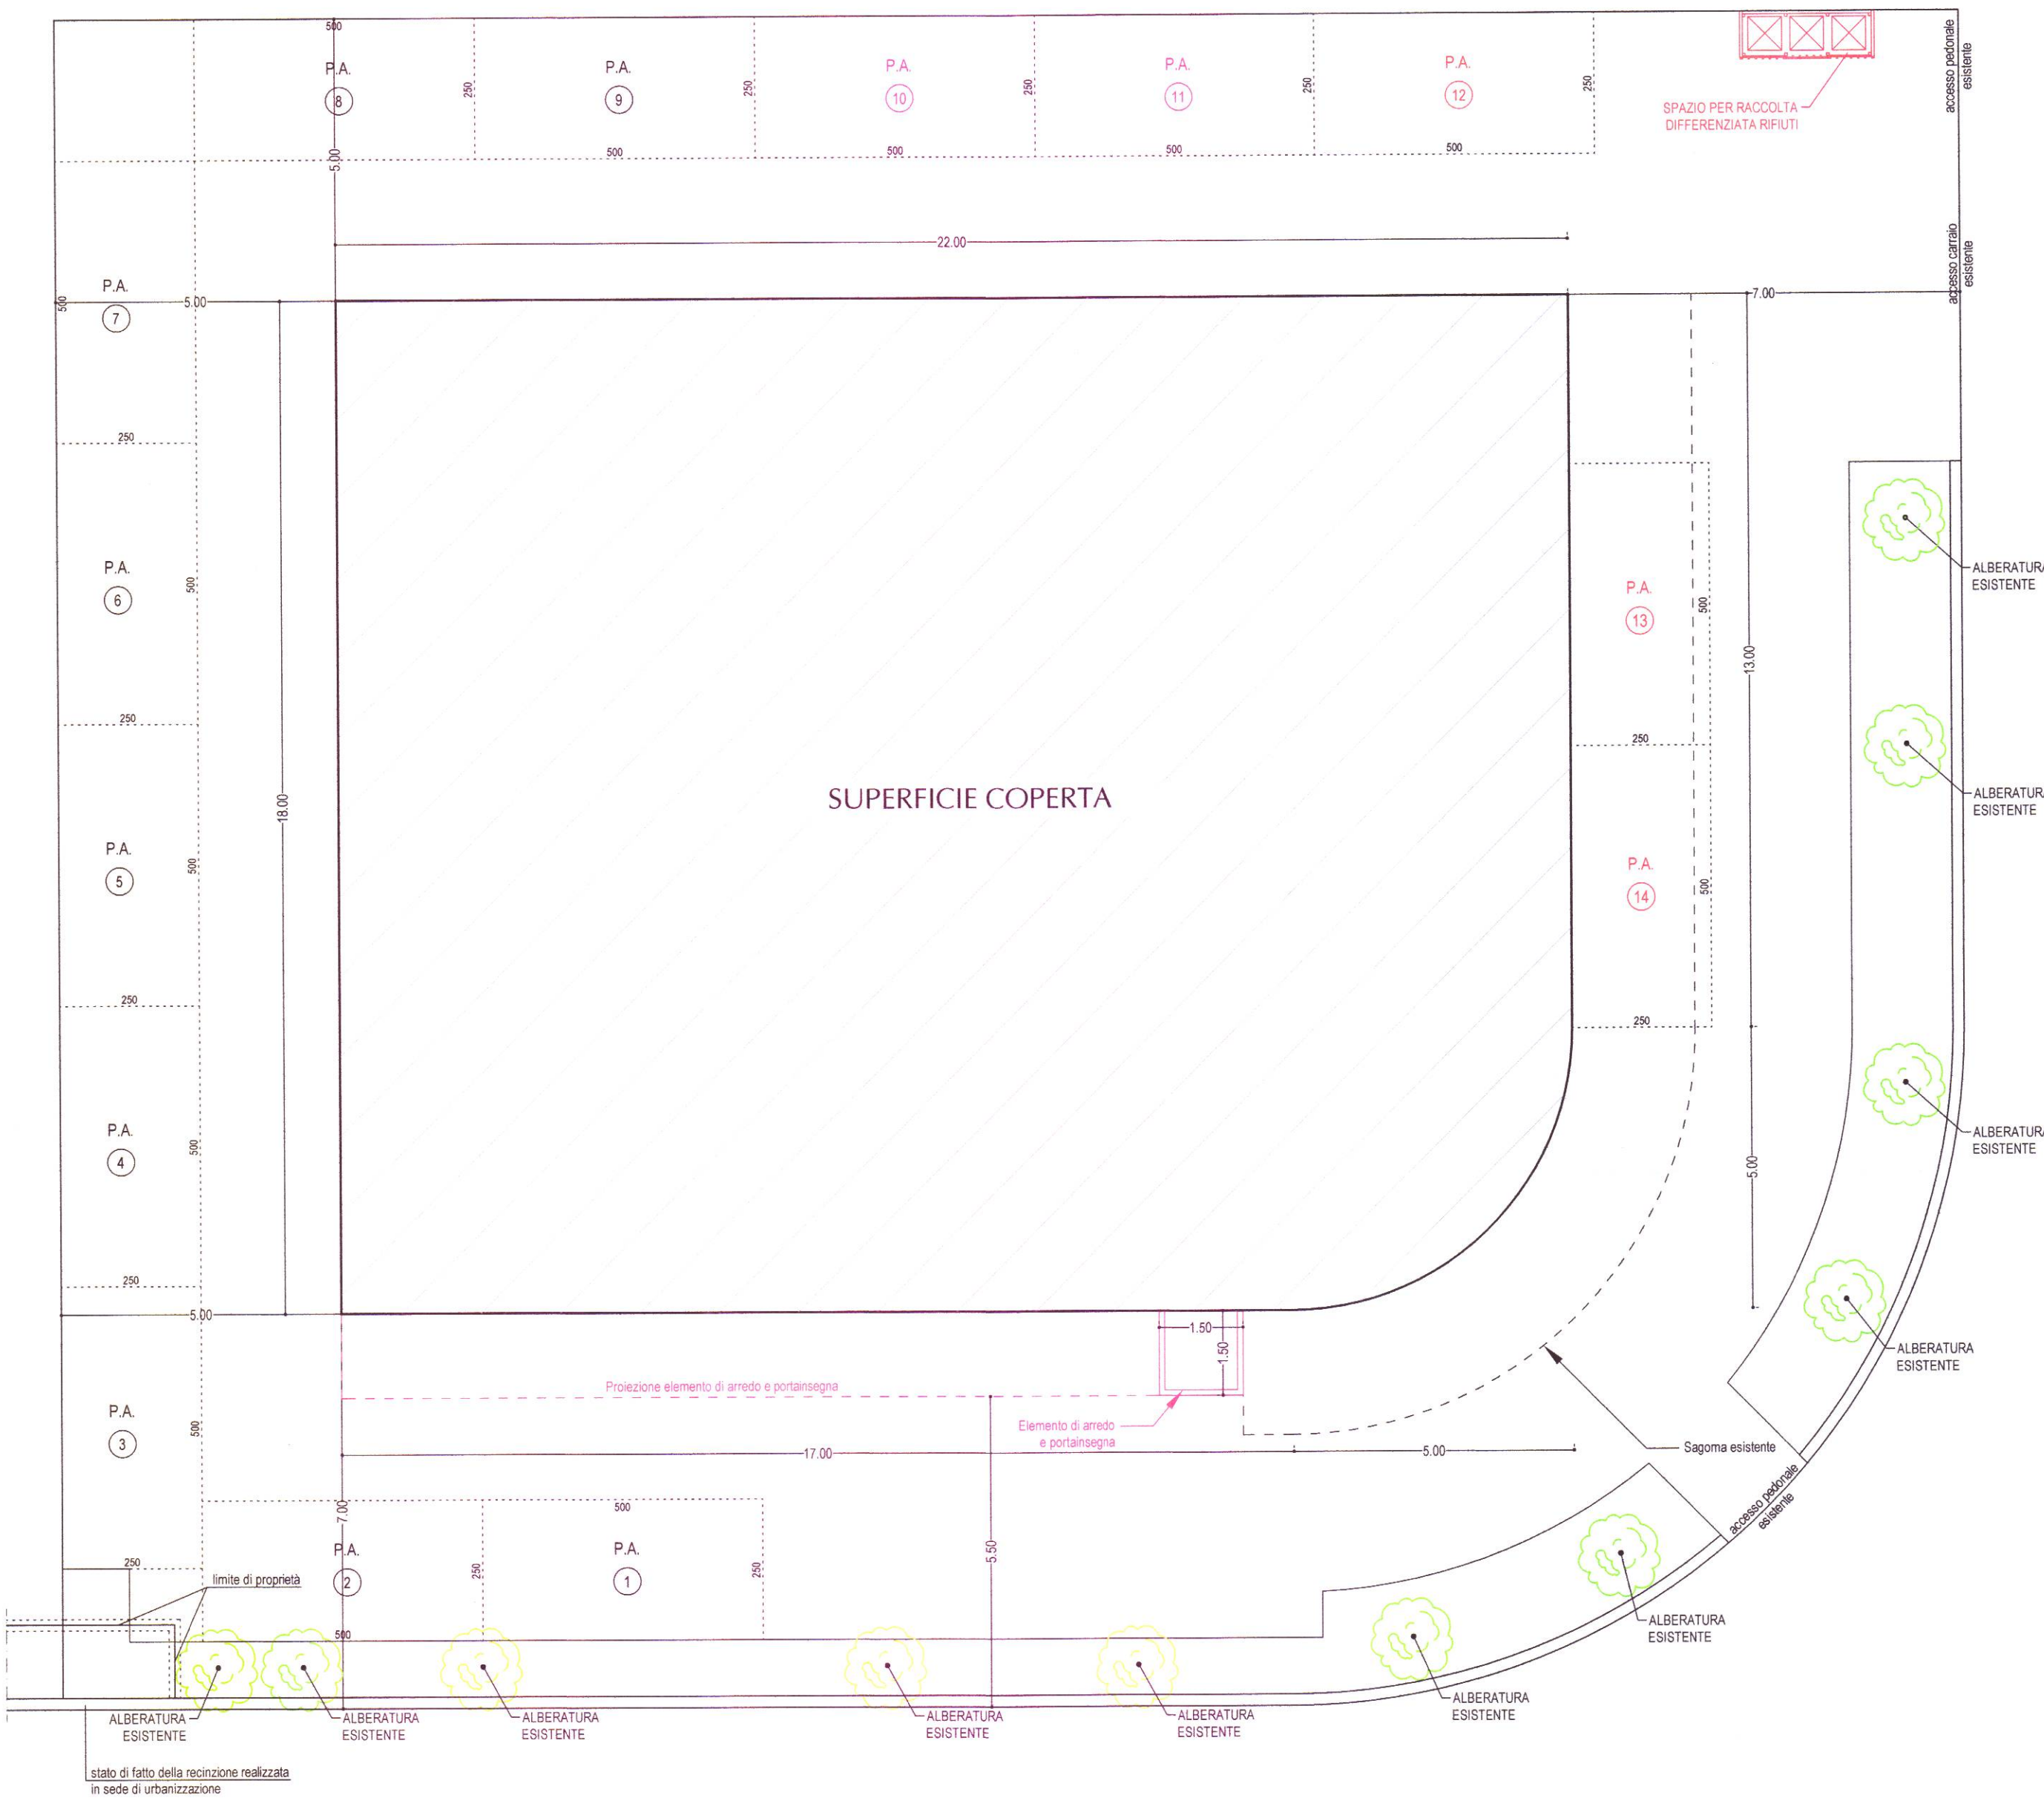 500
P.A.
8
250
P.A.
9
500
250
P.A.
10
500
250
P.A.
11
500
250
P.A.
12
500
250
SPAZIO PER RACCOLTA
DIFFERENZIATA RIFIUTI
accesso pedonale
esistente
5.00
22.00
accesso carraio
esistente
P.A.
7
500
5.00
7.00
250
P.A.
6
500
250
P.A.
5
500
250
P.A.
4
500
250
18.00
SUPERFICIE COPERTA
P.A.
13
500
250
P.A.
14
500
250
13.00
5.00
ALBERATURA
ESISTENTE
ALBERATURA
ESISTENTE
ALBERATURA
ESISTENTE
ALBERATURA
ESISTENTE
5.00
1.50
1.50
Proiezione elemento di arredo e portainsegna
Elemento di arredo
e portainsegna
P.A.
3
500
250
17.00
5.00
Sagoma esistente
accesso pedonale
esistente
7.00
500
P.A.
2
250
P.A.
1
250
500
5.50
limite di proprietà
ALBERATURA
ESISTENTE
ALBERATURA
ESISTENTE
ALBERATURA
ESISTENTE
ALBERATURA
ESISTENTE
ALBERATURA
ESISTENTE
ALBERATURA
ESISTENTE
ALBERATURA
ESISTENTE
stato di fatto della recinzione realizzata
in sede di urbanizzazione